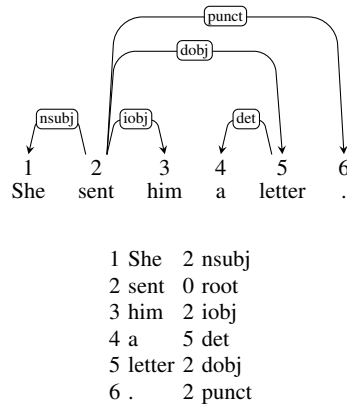 punct
dobj
nsubj iobj det
1 2 3 4 5 6
She sent him a letter .
1 She 2 nsubj
2 sent 0 root
3 him 2 iobj
4 a 5 det
5 letter 2 dobj
6 . 2 punct